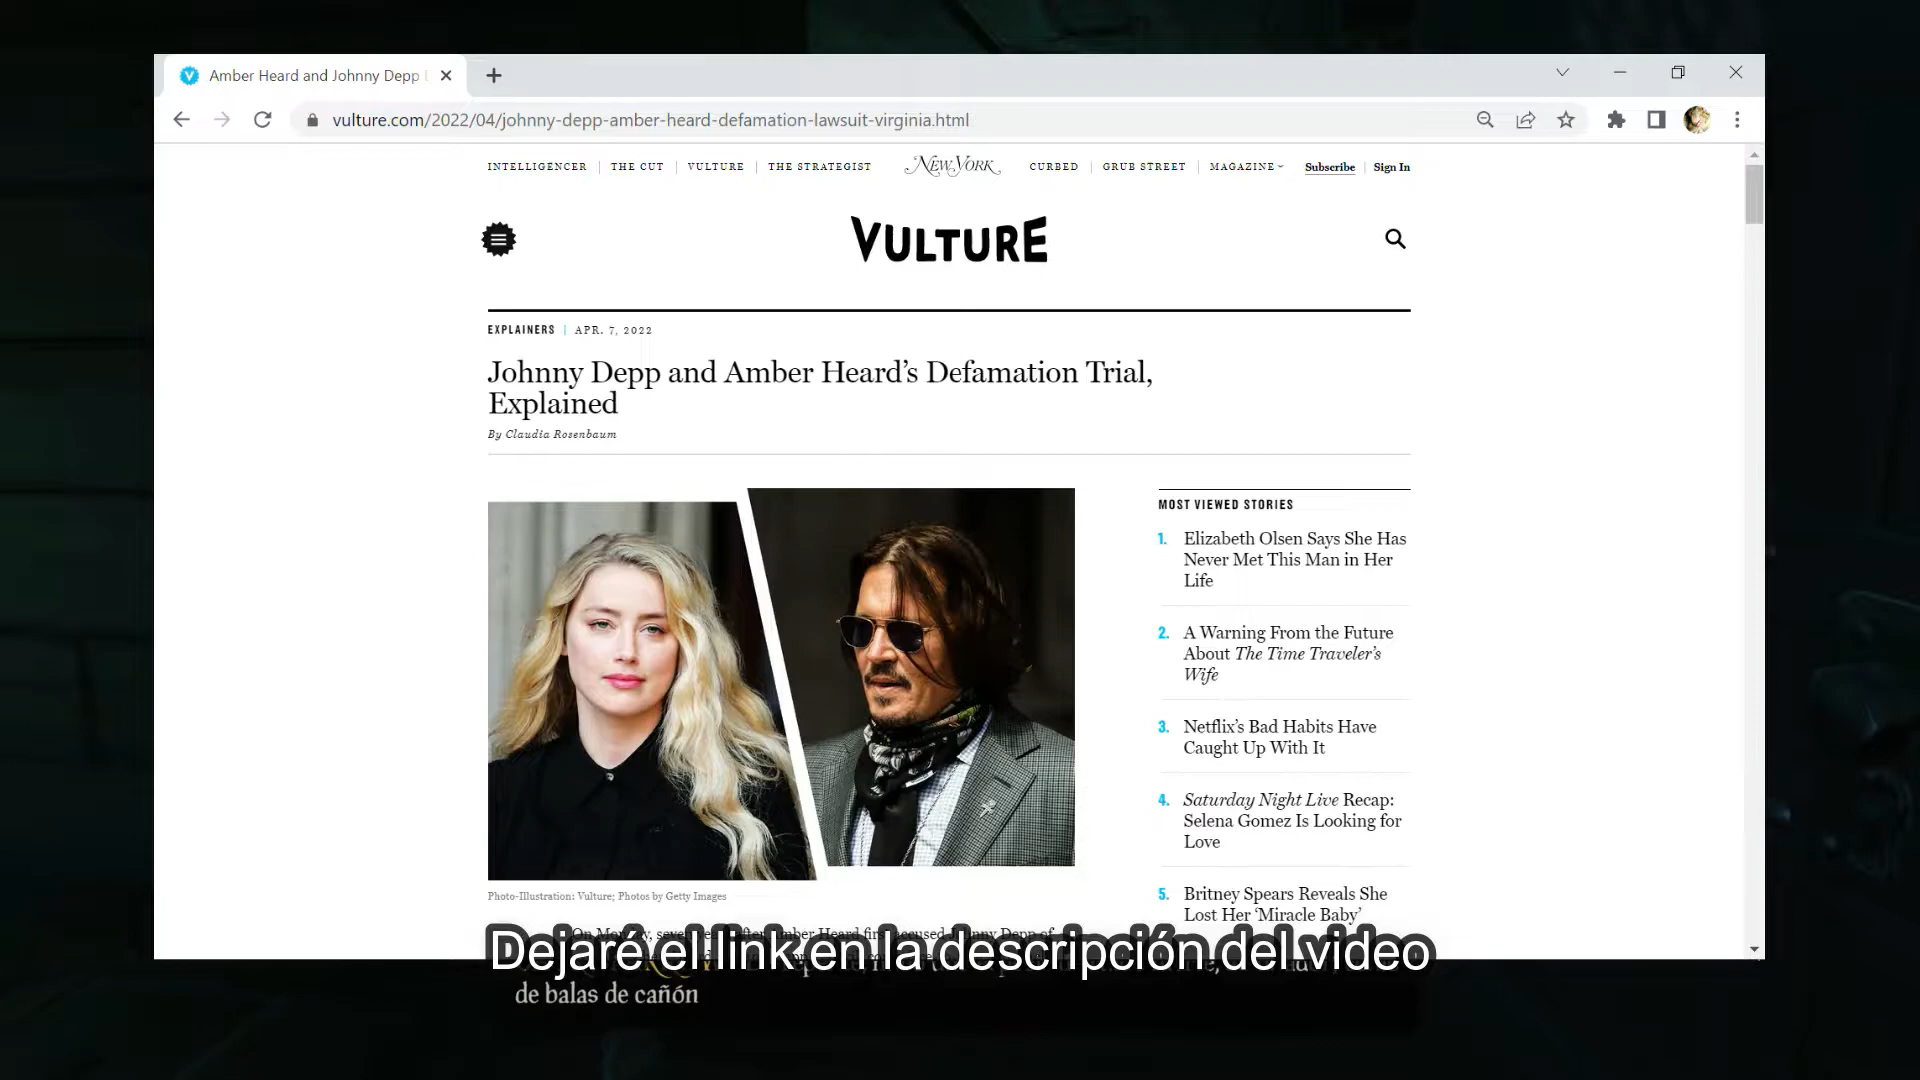 Amber Heard and Johnny Depp
vulture.com/2022/04/johnny-depp-amber-heard-defamation-lawsuit-virginia.html
INTELLIGENCER | THE CUT | VULTURE | THE STRATEGIST NEW YORK CURBED | GRUB STREET | MAGAZINE Subscribe | Sign In
VULTURE
EXPLAINERS | APR. 7, 2022
Johnny Depp and Amber Heard’s Defamation Trial,
Explained
By Claudia Rosenbaum
MOST VIEWED STORIES
1. Elizabeth Olsen Says She Has
Never Met This Man in Her
Life
2. A Warning From the Future
About The Time Traveler’s
Wife
3. Netflix’s Bad Habits Have
Caught Up With It
4. Saturday Night Live Recap:
Selena Gomez Is Looking for
Love
5. Britney Spears Reveals She
Lost Her ‘Miracle Baby’
Photo-Illustration: Vulture; Photos by Getty Images
Dejaré el link en la descripción del video
de balas de cañón